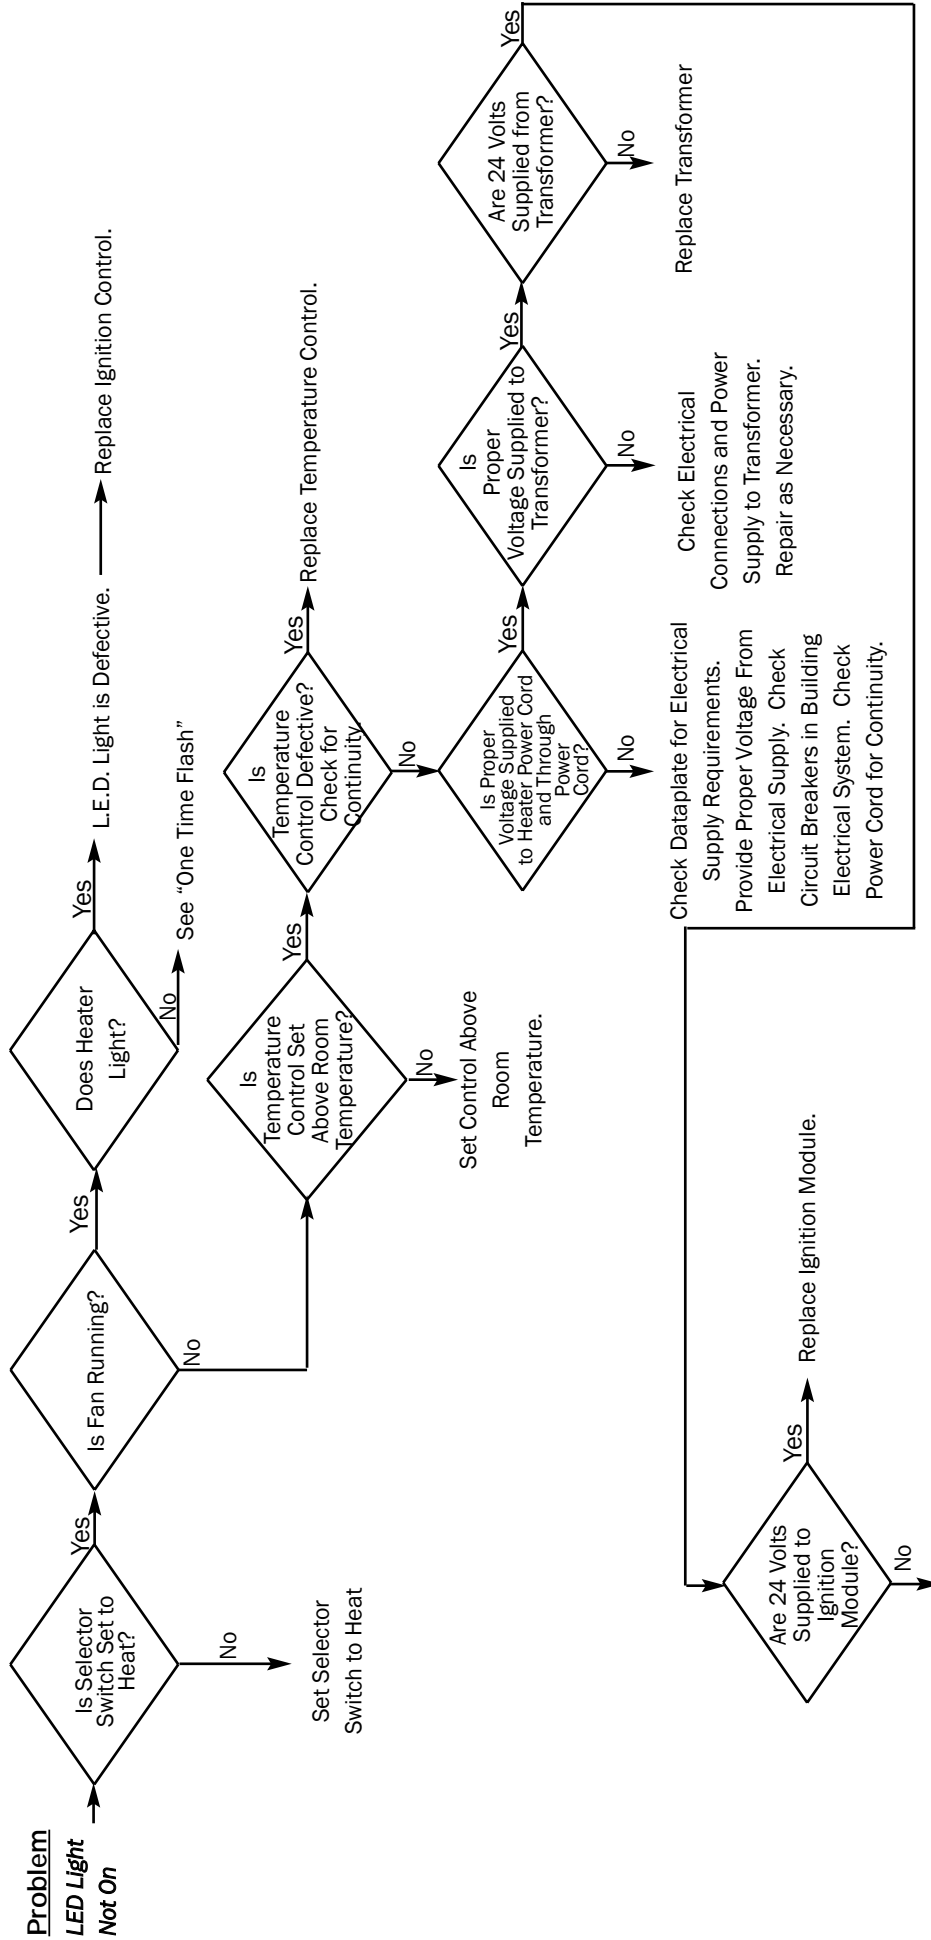 Problem
LED Light
Not On
Is Selector
Switch Set to
Heat?
Yes
No
Set Selector
Switch to Heat
Is Fan Running?
Yes
No
Does Heater
Light?
Yes
L.E.D. Light is Defective.
Replace Ignition Control.
No
See “One Time Flash”
Is
Temperature
Control Set
Above Room
Temperature?
Yes
No
Set Control Above
Room
Temperature.
Is
Temperature
Control Defective?
Check for
Continuity.
Yes
Replace Temperature Control.
No
Is Proper
Voltage Supplied
to Heater Power Cord
and Through
Power
Cord?
Yes
No
Check Dataplate for Electrical
Supply Requirements.
Provide Proper Voltage From
Electrical Supply. Check
Circuit Breakers in Building
Electrical System. Check
Power Cord for Continuity.
Is
Proper
Voltage Supplied to
Transformer?
Yes
No
Check Electrical
Connections and Power
Supply to Transformer.
Repair as Necessary.
Are 24 Volts
Supplied from
Transformer?
Yes
No
Replace Transformer
Are 24 Volts
Supplied to
Ignition
Module?
Yes
Replace Ignition Module.
No